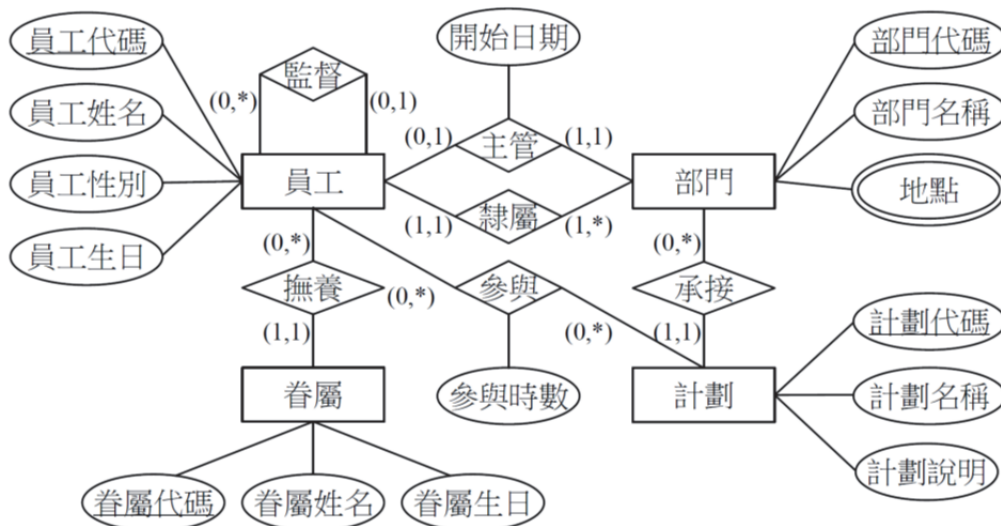 員工代碼
員工姓名
員工性別
員工生日
監督
(0,*)
(0,1)
開始日期
部門代碼
部門名稱
地點
(0,1)
主管
(1,1)
員工
部門
(1,1)
隸屬
(1,*)
(0,*)
撫養
(1,1)
(0,*)
參與
(0,*)
(0,*)
承接
(1,1)
眷屬
參與時數
計劃
計劃代碼
計劃名稱
計劃說明
眷屬代碼
眷屬姓名
眷屬生日